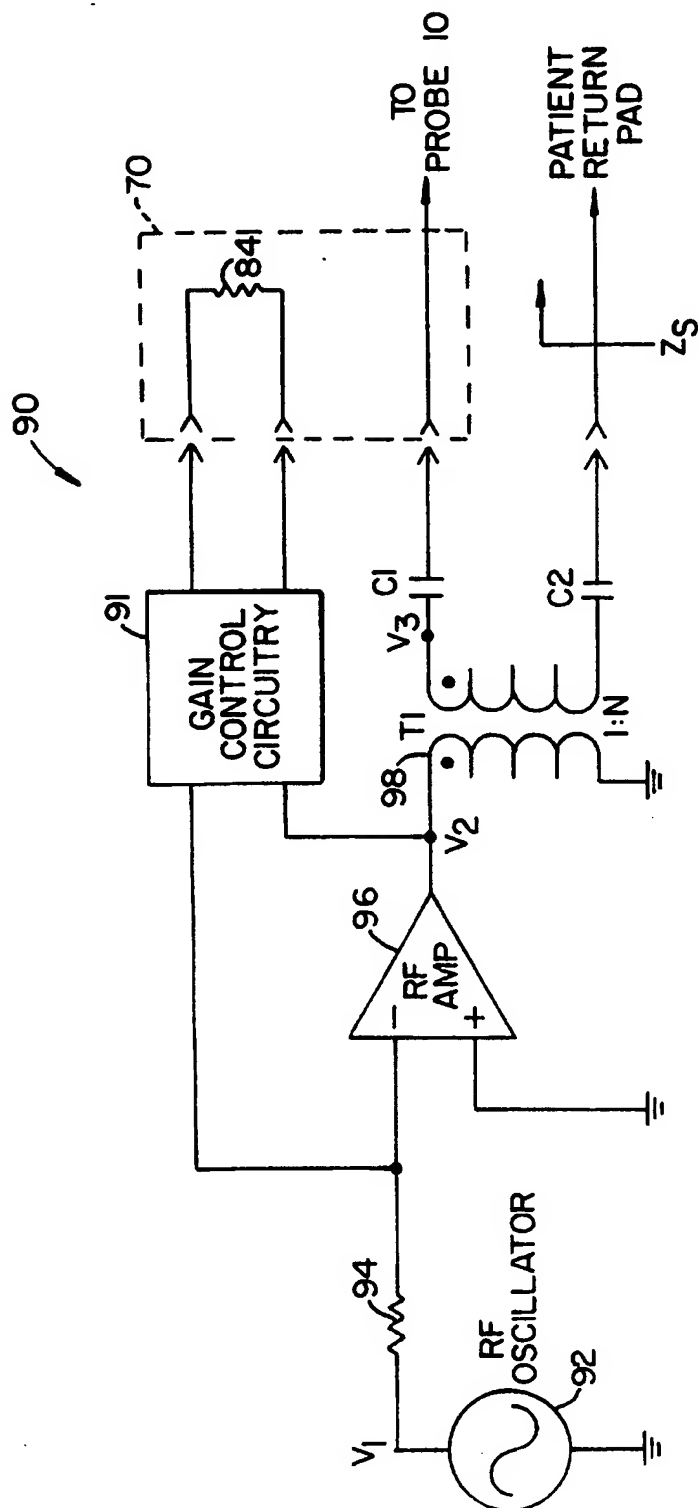 90
70
84
TO
PROBE 10
PATIENT
RETURN
PAD
ZS
91
GAIN
CONTROL
CIRCUITRY
C1
V3
C2
T1
98
1:N
V2
96
RF
AMP
−
+
94
V1
RF
OSCILLATOR
92